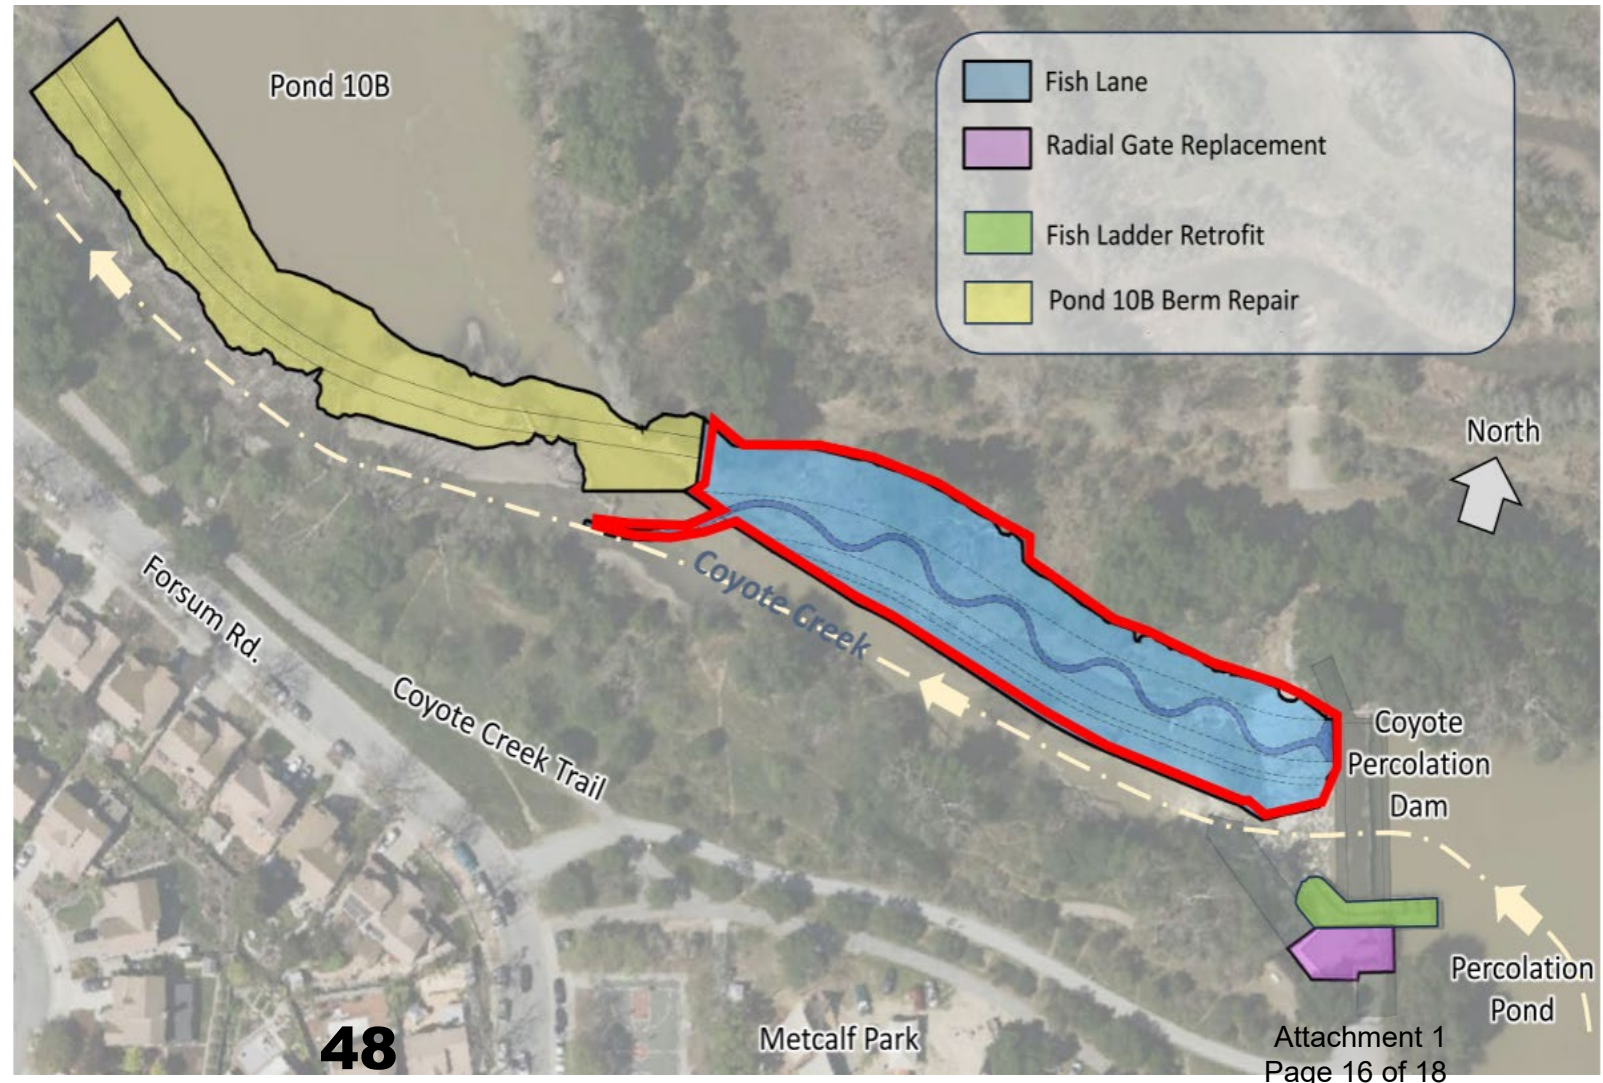 Pond 10B
Fish Lane
Radial Gate Replacement
Fish Ladder Retrofit
Pond 10B Berm Repair
North
Coyote Creek
Forsum Rd.
Coyote Creek Trail
Coyote
Percolation
Dam
Percolation
Pond
Metcalf Park
48
Attachment 1
Page 16 of 18